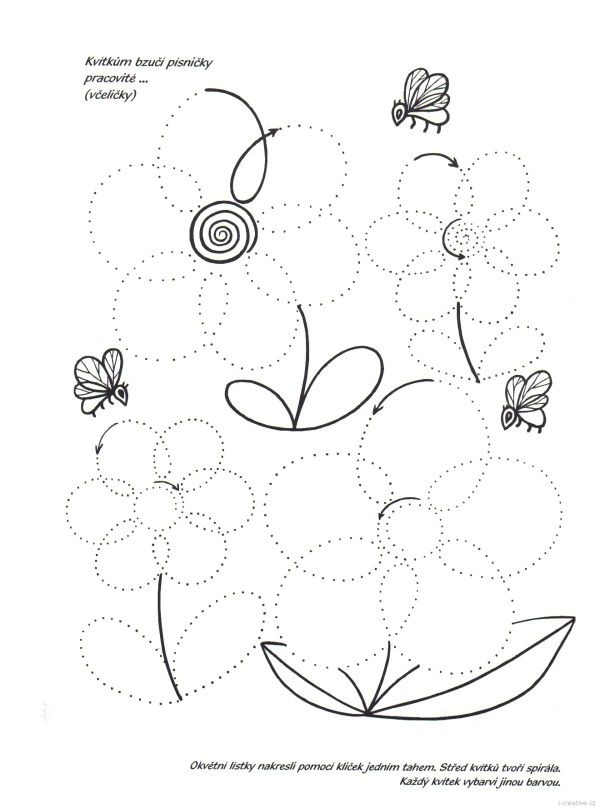 Kvítkům bzučí písničky
pracovité ...
(včeličky)
Okvětní lístky nakresli pomocí kliček jedním tahem. Střed kvítků tvoří spirála.
Každý kvítek vybarvi jinou barvou.
i-creative.cz